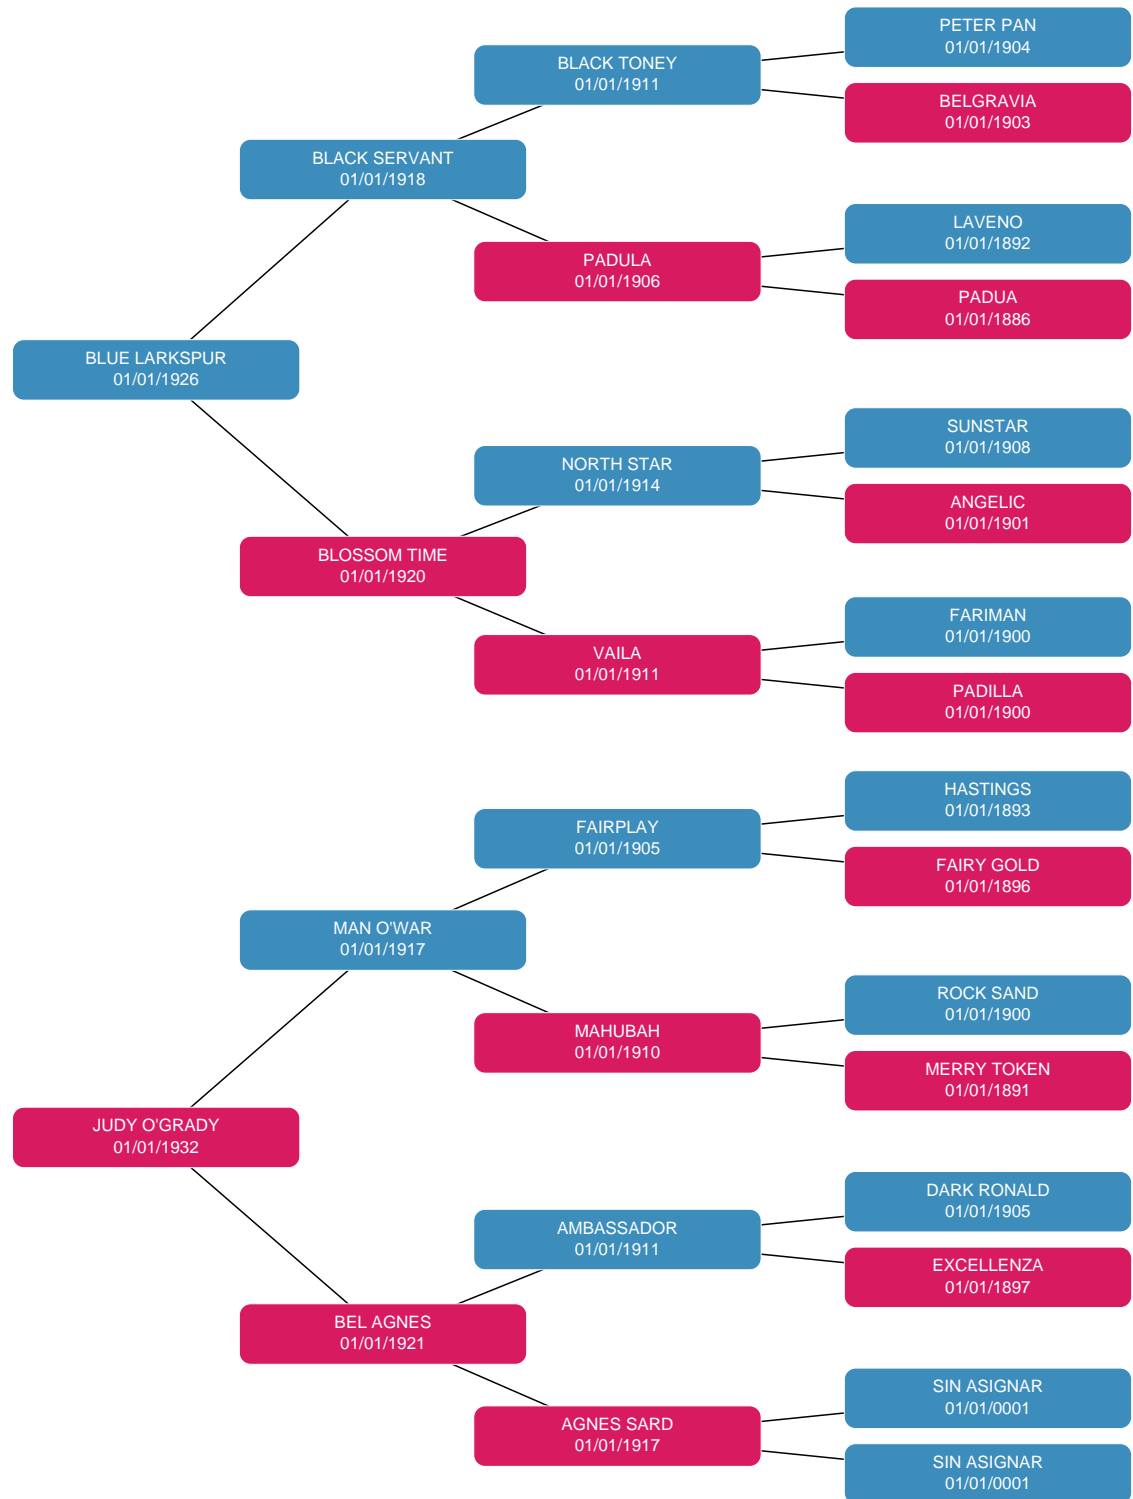 PETER PAN
01/01/1904
BLACK TONEY
01/01/1911
BELGRAVIA
01/01/1903
BLACK SERVANT
01/01/1918
LAVENO
01/01/1892
PADULA
01/01/1906
PADUA
01/01/1886
BLUE LARKSPUR
01/01/1926
SUNSTAR
01/01/1908
NORTH STAR
01/01/1914
ANGELIC
01/01/1901
BLOSSOM TIME
01/01/1920
FARIMAN
01/01/1900
VAILA
01/01/1911
PADILLA
01/01/1900
HASTINGS
01/01/1893
FAIRPLAY
01/01/1905
FAIRY GOLD
01/01/1896
MAN O'WAR
01/01/1917
ROCK SAND
01/01/1900
MAHUBAH
01/01/1910
MERRY TOKEN
01/01/1891
JUDY O'GRADY
01/01/1932
DARK RONALD
01/01/1905
AMBASSADOR
01/01/1911
EXCELLENZA
01/01/1897
BEL AGNES
01/01/1921
SIN ASIGNAR
01/01/0001
AGNES SARD
01/01/1917
SIN ASIGNAR
01/01/0001